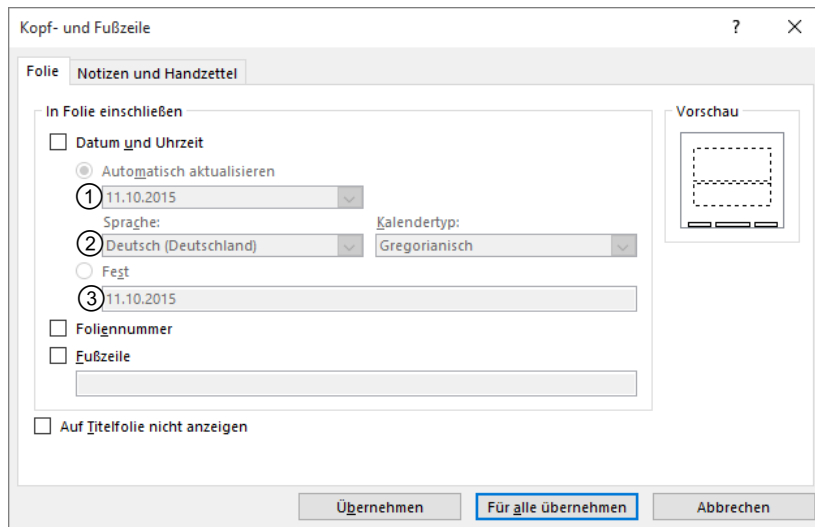 Kopf- und Fußzeile ?
Folie Notizen und Handzettel
In Folie einschließen
Datum und Uhrzeit
Automatisch aktualisieren
1 11.10.2015
Sprache: Kalendertyp:
2 Deutsch (Deutschland) Gregorianisch
Fest
3 11.10.2015
Foliennummer
Fußzeile
Auf Titelfolie nicht anzeigen
Vorschau
Übernehmen Für alle übernehmen Abbrechen